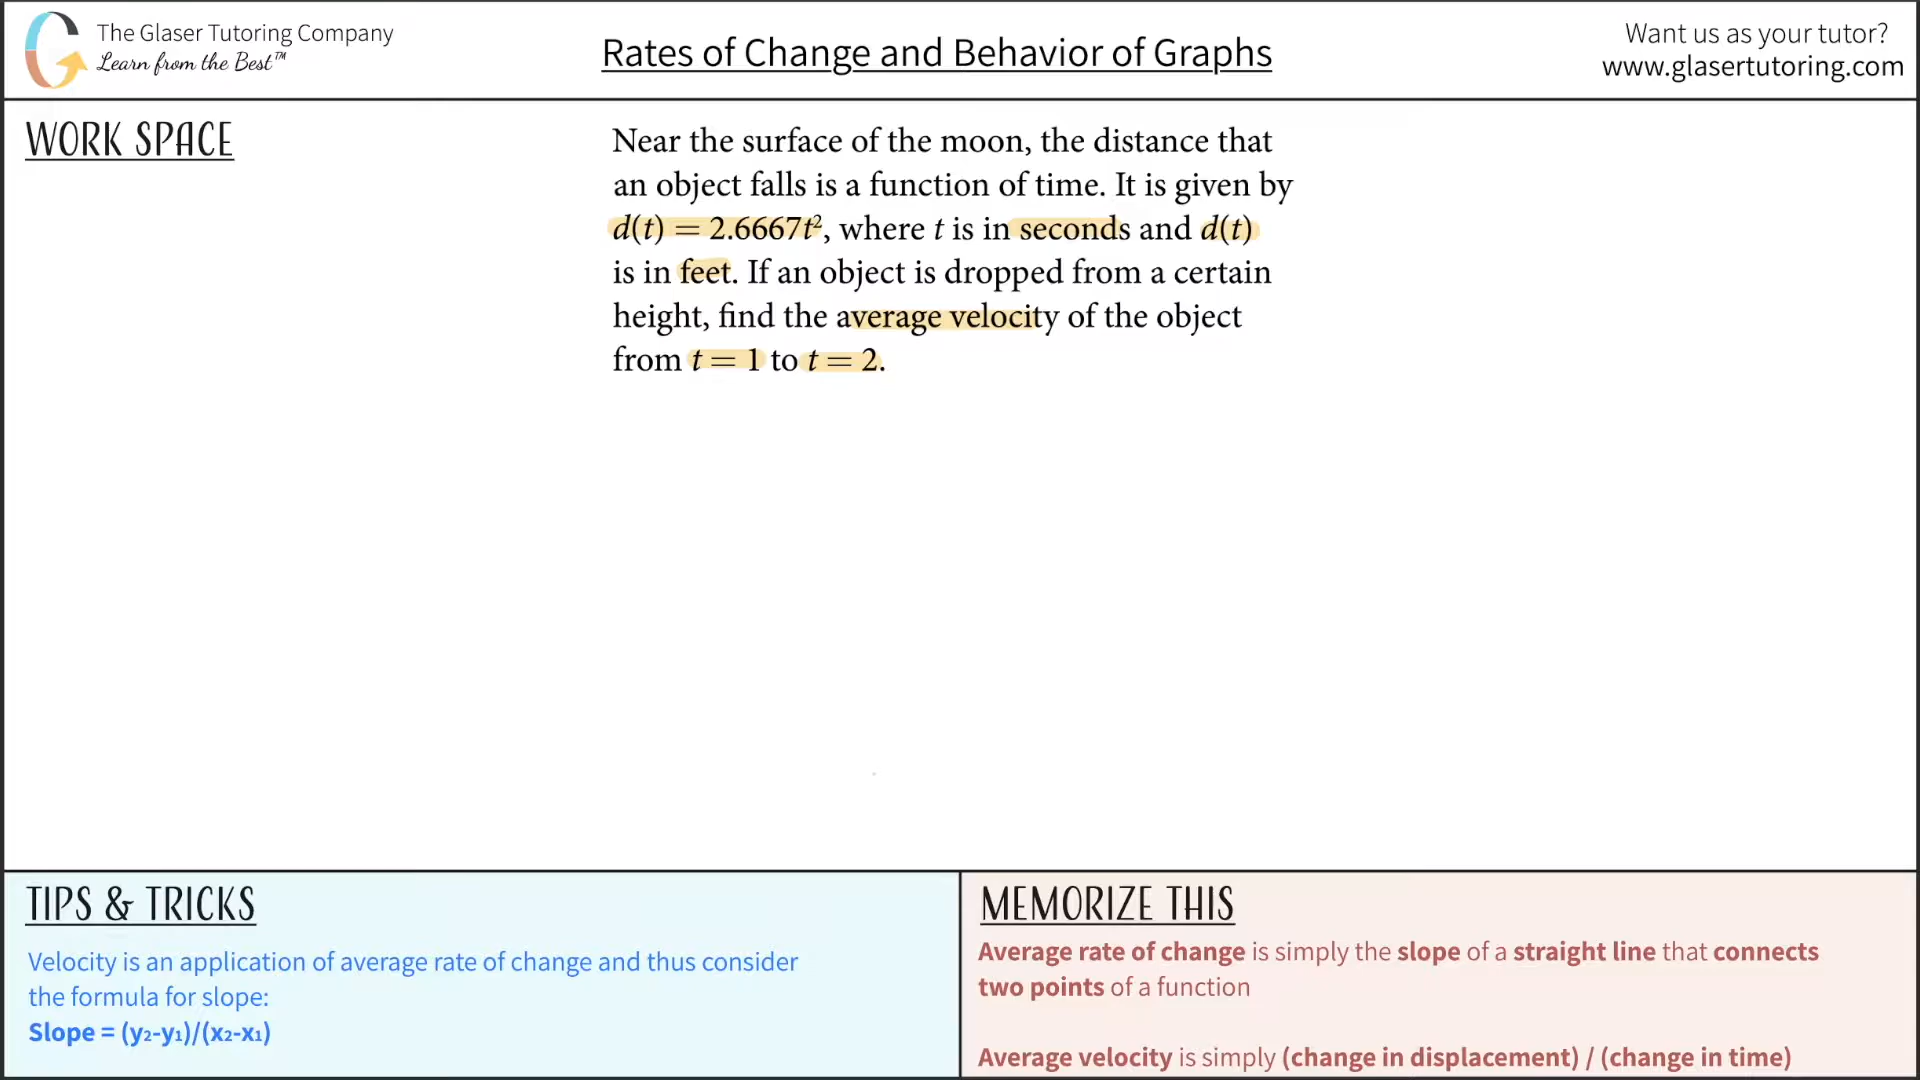 The Glaser Tutoring Company
Learn from the Best™
Rates of Change and Behavior of Graphs
Want us as your tutor?
www.glasertutoring.com
WORK SPACE
Near the surface of the moon, the distance that
an object falls is a function of time. It is given by
d(t) = 2.6667t², where t is in seconds and d(t)
is in feet. If an object is dropped from a certain
height, find the average velocity of the object
from t = 1 to t = 2.
TIPS & TRICKS
Velocity is an application of average rate of change and thus consider
the formula for slope:
Slope = (y₂-y₁)/(x₂-x₁)
MEMORIZE THIS
Average rate of change is simply the slope of a straight line that connects
two points of a function
Average velocity is simply (change in displacement) / (change in time)